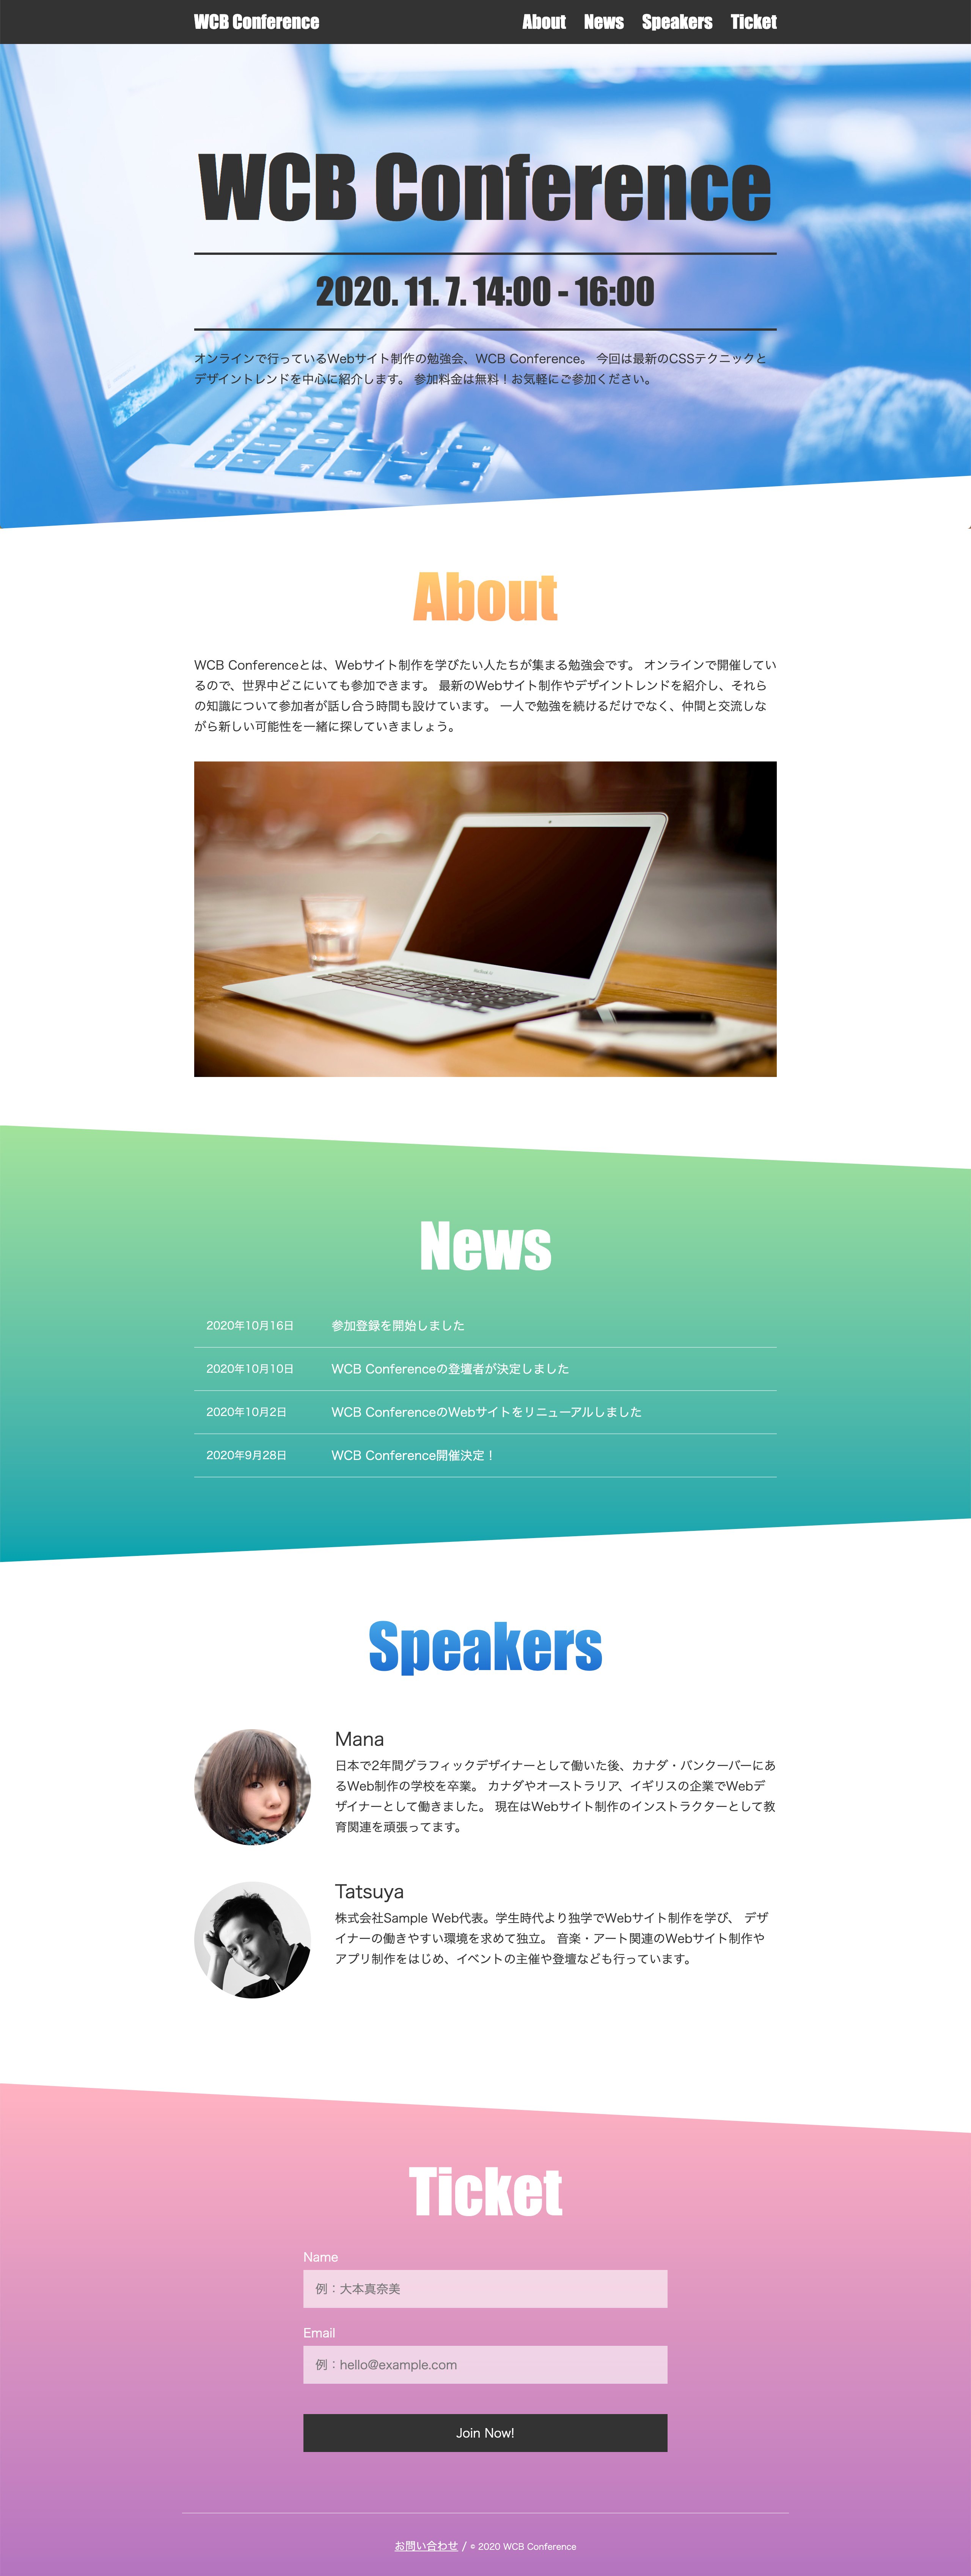 WCB Conference
About News Speakers Ticket
WCB Conference
2020. 11. 7. 14:00 - 16:00
オンラインで行っているWebサイト制作の勉強会、WCB Conference。 今回は最新のCSSテクニックと
デザイントレンドを中心に紹介します。 参加料金は無料！お気軽にご参加ください。
About
WCB Conferenceとは、Webサイト制作を学びたい人たちが集まる勉強会です。 オンラインで開催してい
るので、世界中どこにいても参加できます。 最新のWebサイト制作やデザイントレンドを紹介し、それら
の知識について参加者が話し合う時間も設けています。 一人で勉強を続けるだけでなく、仲間と交流しな
がら新しい可能性を一緒に探していきましょう。
News
2020年10月16日 参加登録を開始しました
2020年10月10日 WCB Conferenceの登壇者が決定しました
2020年10月2日 WCB ConferenceのWebサイトをリニューアルしました
2020年9月28日 WCB Conference開催決定！
Speakers
Mana
日本で2年間グラフィックデザイナーとして働いた後、カナダ・バンクーバーにあ
るWeb制作の学校を卒業。 カナダやオーストラリア、イギリスの企業でWebデ
ザイナーとして働きました。 現在はWebサイト制作のインストラクターとして教
育関連を頑張ってます。
Tatsuya
株式会社Sample Web代表。学生時代より独学でWebサイト制作を学び、 デザ
イナーの働きやすい環境を求めて独立。 音楽・アート関連のWebサイト制作や
アプリ制作をはじめ、イベントの主催や登壇なども行っています。
Ticket
Name
例：大本真奈美
Email
例：hello@example.com
Join Now!
お問い合わせ / © 2020 WCB Conference